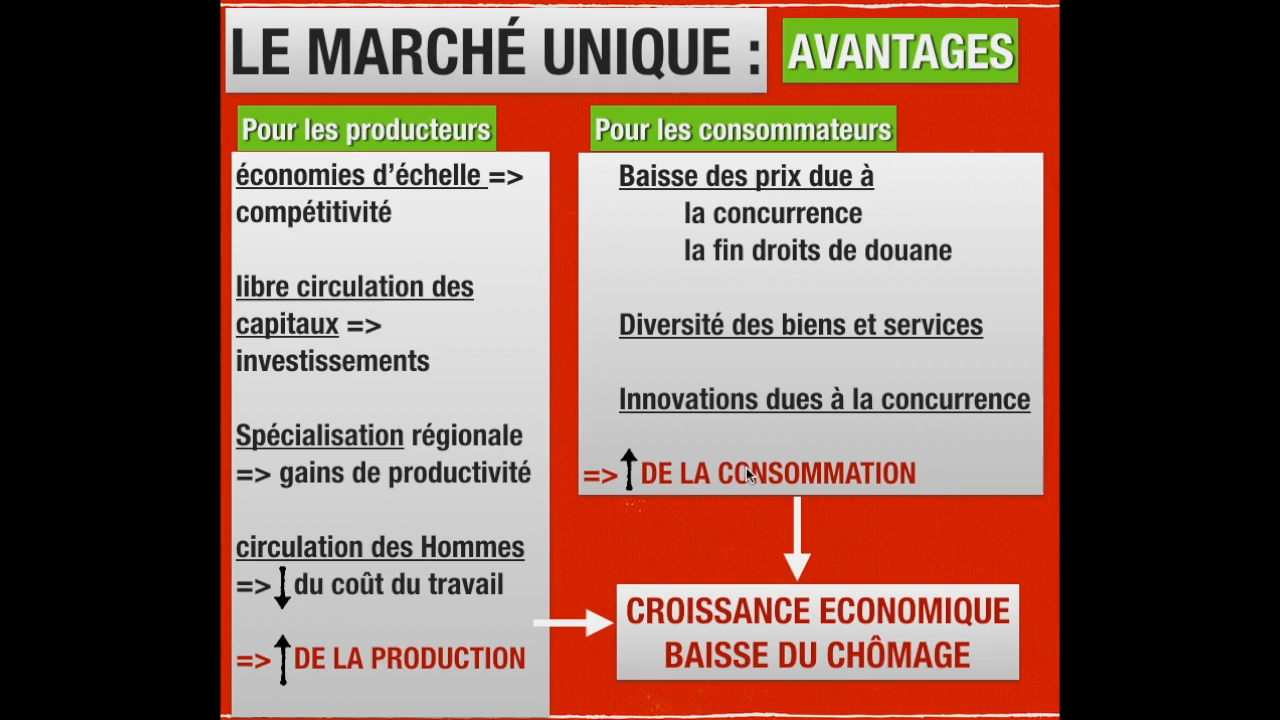 LE MARCHÉ UNIQUE :
AVANTAGES
Pour les producteurs
économies d'échelle =>
compétitivité
libre circulation des
capitaux =>
investissements
Spécialisation régionale
=> gains de productivité
circulation des Hommes
=> ↓ du coût du travail
=> ↑ DE LA PRODUCTION
Pour les consommateurs
Baisse des prix due à
la concurrence
la fin droits de douane
Diversité des biens et services
Innovations dues à la concurrence
=> ↑ DE LA CONSOMMATION
CROISSANCE ECONOMIQUE
BAISSE DU CHÔMAGE